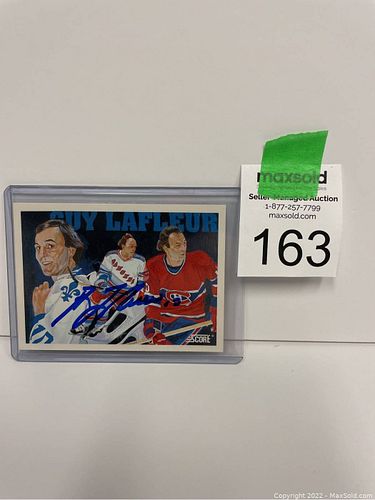 GUY LAFLEUR
SCORE
maxsold
Seller Managed Auction
1-877-257-7799
maxsold.com
163
Copyright 2022 - MaxSold.com